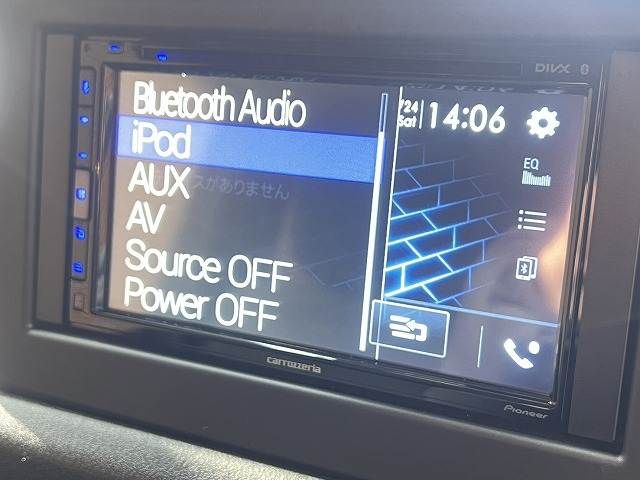 DIVX
Bluetooth Audio
iPod
AUX
スがありません
AV
Source OFF
Power OFF
'24
Sat
14:06
EQ
carrozzeria
Pioneer